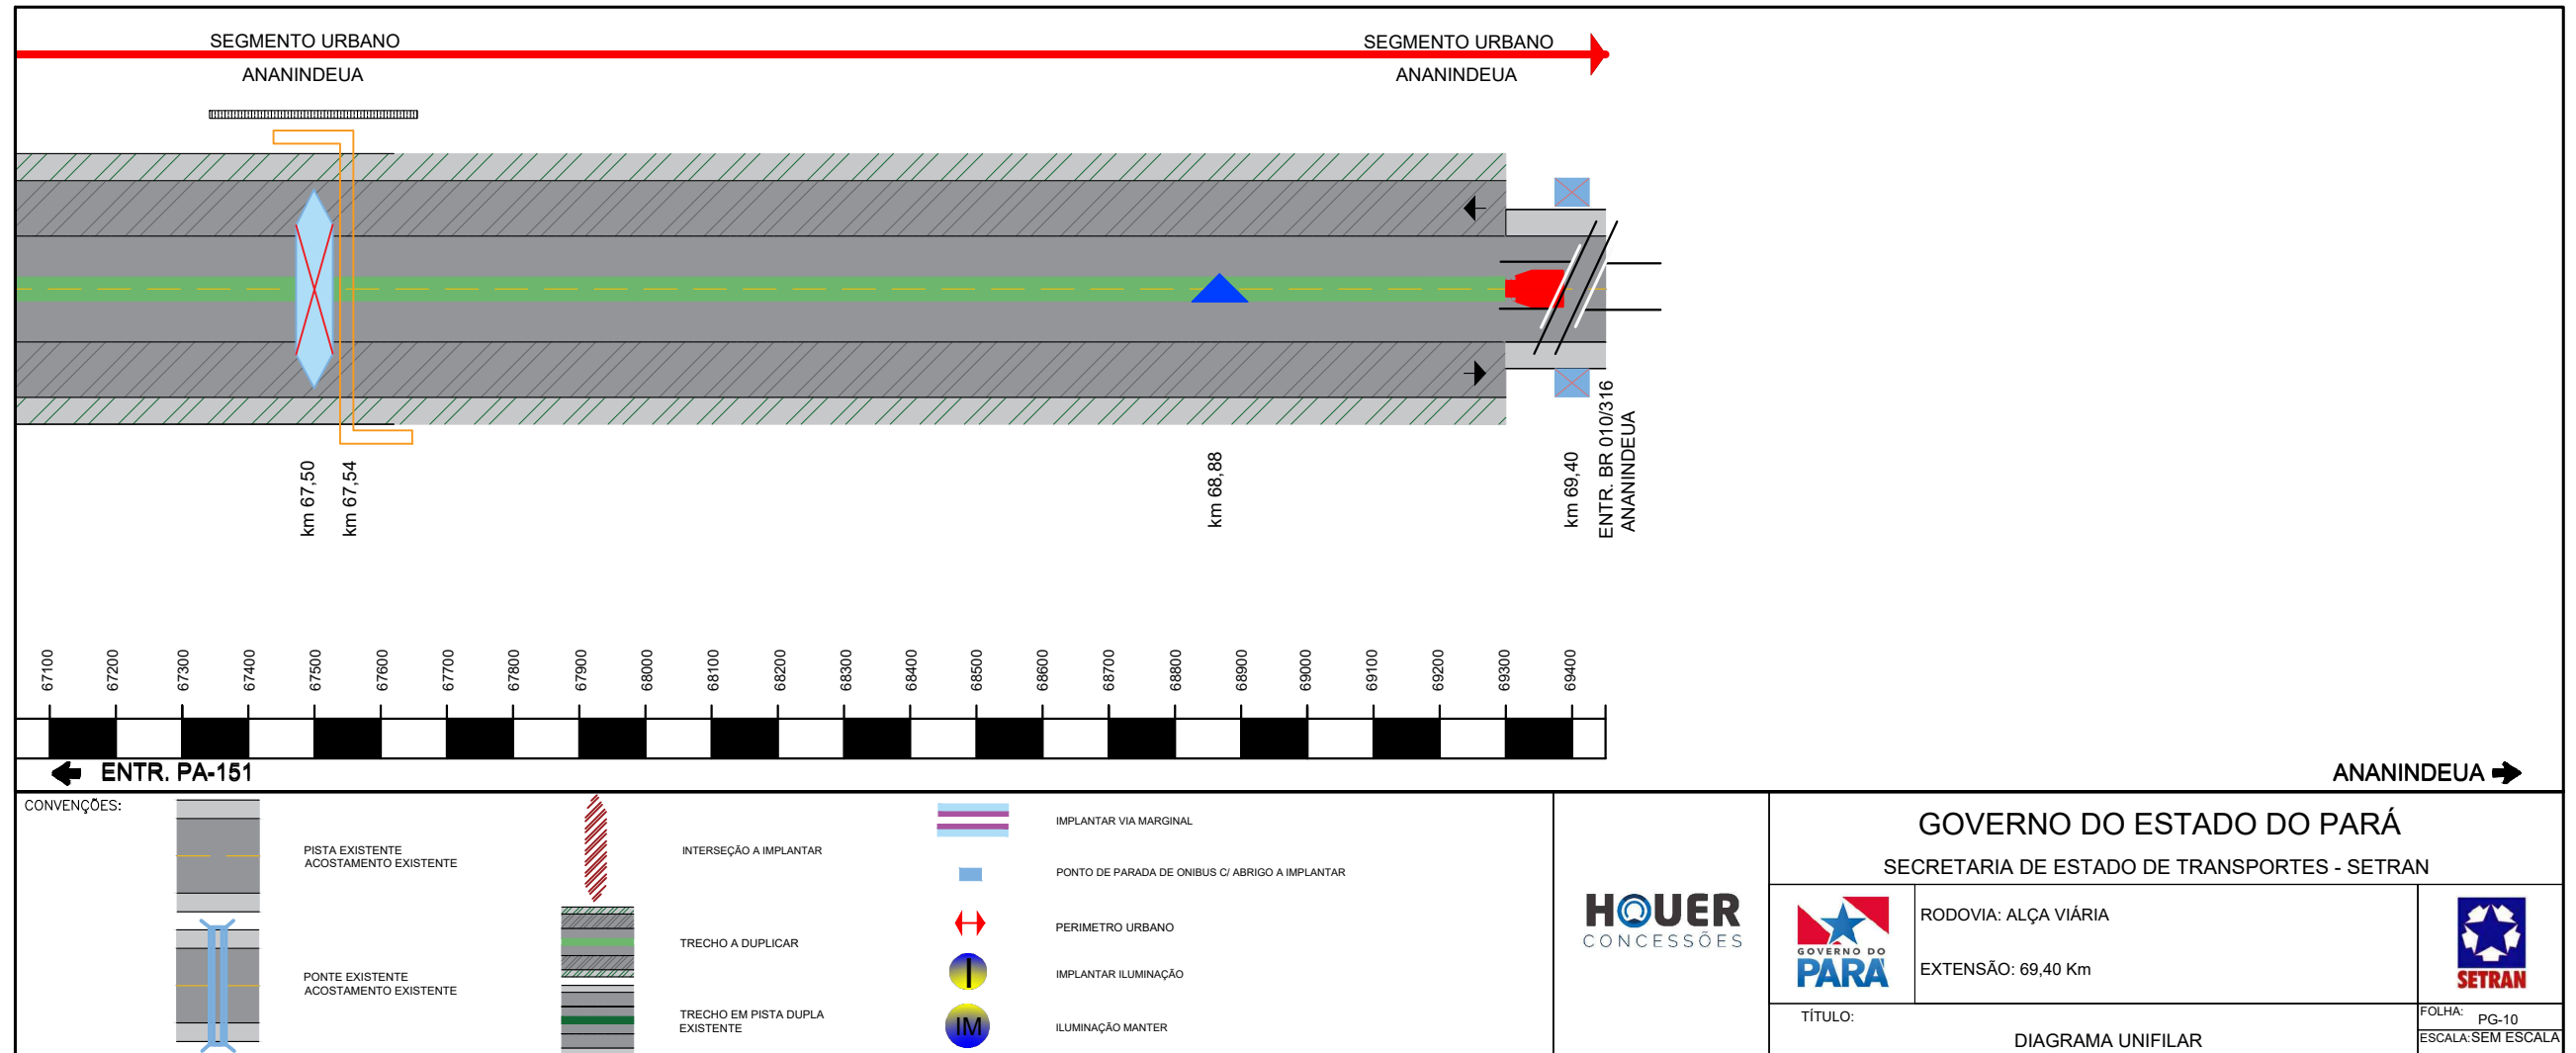 SEGMENTO URBANO
ANANINDEUA
SEGMENTO URBANO
ANANINDEUA
km 67,50
km 67,54
km 68,88
km 69,40
ENTR. BR 010/316
ANANINDEUA
67100
67200
67300
67400
67500
67600
67700
67800
67900
68000
68100
68200
68300
68400
68500
68600
68700
68800
68900
69000
69100
69200
69300
69400
ENTR. PA-151
ANANINDEUA
CONVENÇÕES:
PISTA EXISTENTE
ACOSTAMENTO EXISTENTE
PONTE EXISTENTE
ACOSTAMENTO EXISTENTE
INTERSEÇÃO A IMPLANTAR
TRECHO A DUPLICAR
TRECHO EM PISTA DUPLA
EXISTENTE
IMPLANTAR VIA MARGINAL
PONTO DE PARADA DE ONIBUS C/ ABRIGO A IMPLANTAR
PERIMETRO URBANO
I
IMPLANTAR ILUMINAÇÃO
IM
ILUMINAÇÃO MANTER
HOUER
CONCESSÕES
GOVERNO DO ESTADO DO PARÁ
SECRETARIA DE ESTADO DE TRANSPORTES - SETRAN
GOVERNO DO
PARÁ
RODOVIA: ALÇA VIÁRIA
EXTENSÃO: 69,40 Km
SETRAN
TÍTULO:
DIAGRAMA UNIFILAR
FOLHA: PG-10
ESCALA: SEM ESCALA